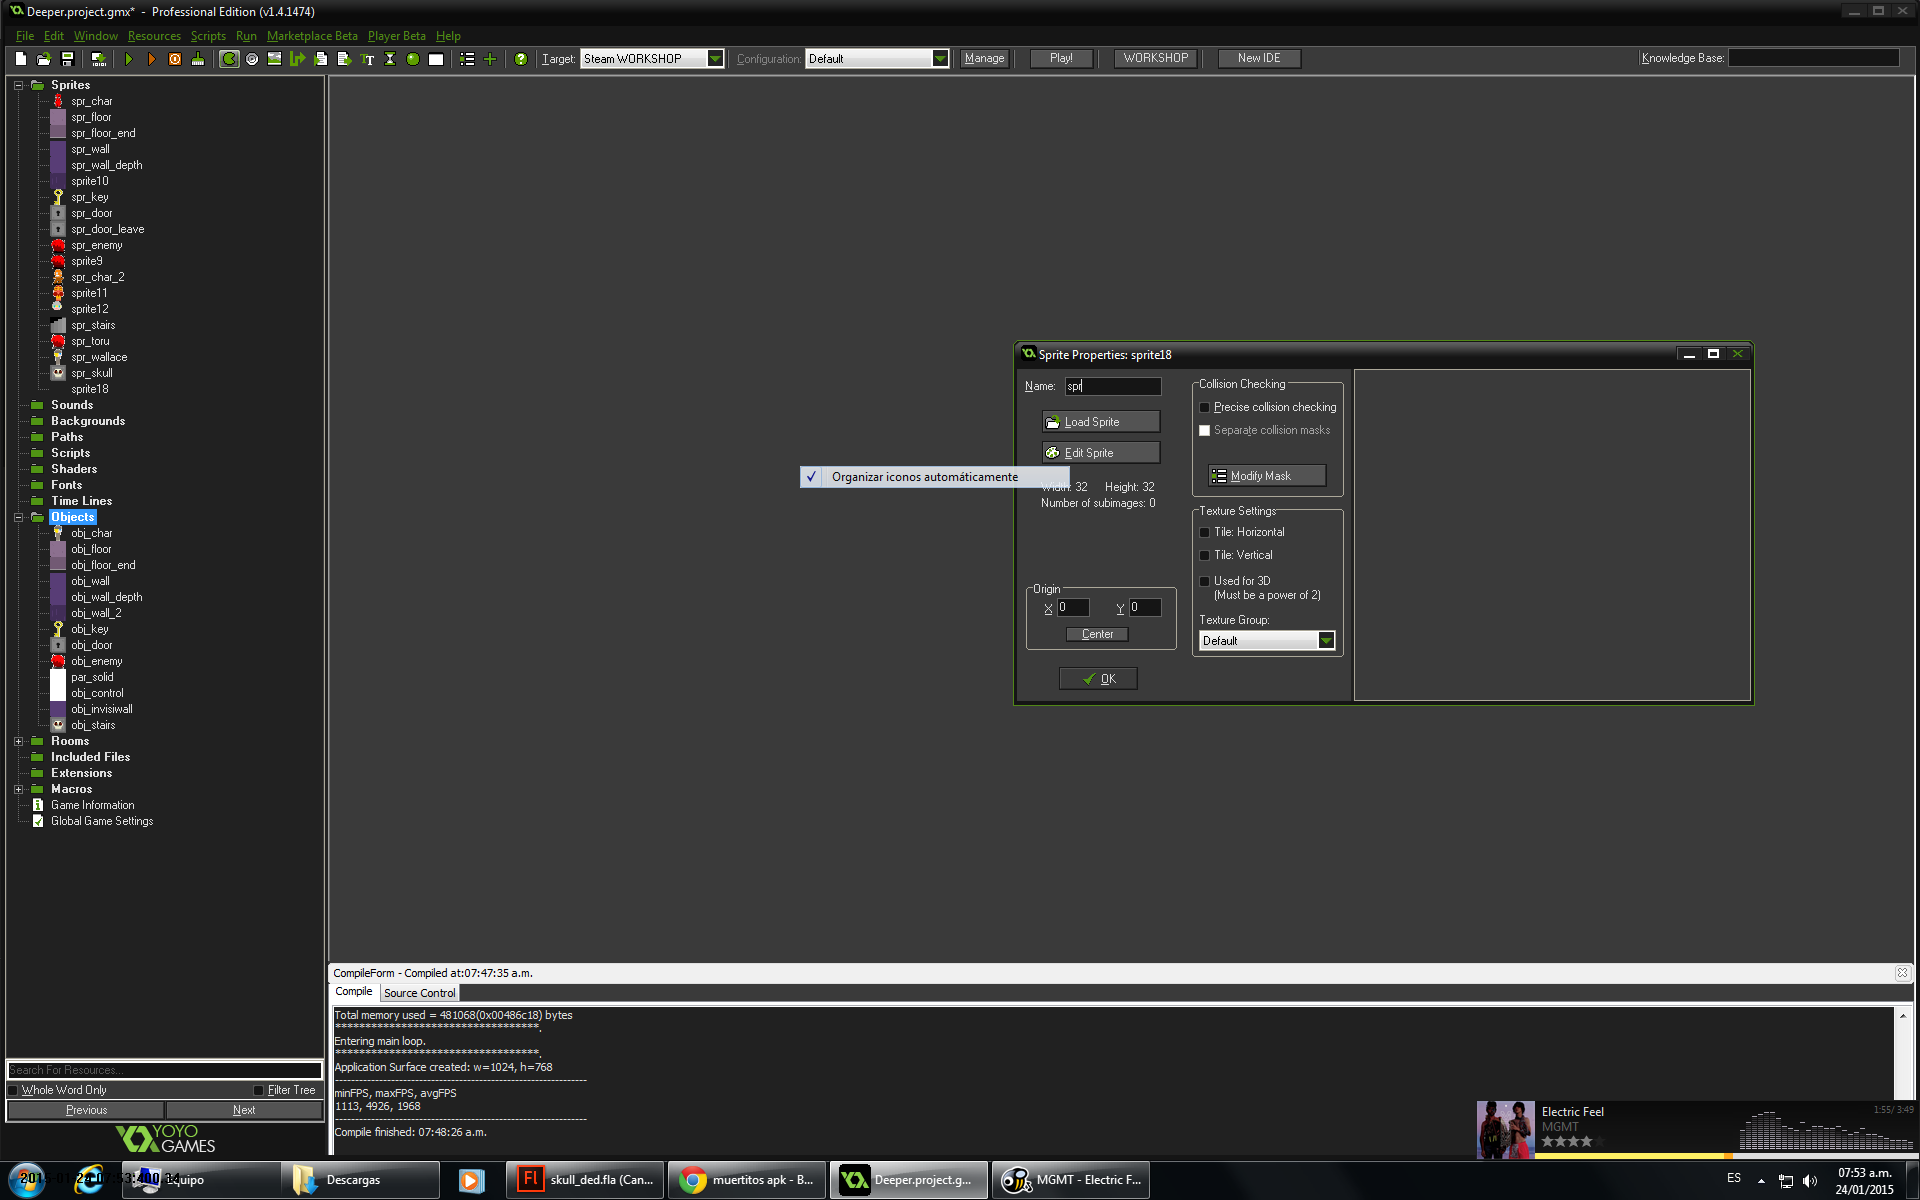 Deeper.project.gmx*  -  Professional Edition (v1.4.1474)
File Edit Window Resources Scripts Run Marketplace Beta Player Beta Help
Target: Steam WORKSHOP Configuration: Default Manage Play! WORKSHOP New IDE Knowledge Base:
Sprites
spr_char
spr_floor
spr_floor_end
spr_wall
spr_wall_depth
sprite10
spr_key
spr_door
spr_door_leave
spr_enemy
sprite9
spr_char_2
sprite11
sprite12
spr_stairs
spr_toru
spr_wallace
spr_skull
sprite18
Sounds
Backgrounds
Paths
Scripts
Shaders
Fonts
Time Lines
Objects
obj_char
obj_floor
obj_floor_end
obj_wall
obj_wall_depth
obj_wall_2
obj_key
obj_door
obj_enemy
par_solid
obj_control
obj_invisiwall
obj_stairs
Rooms
Included Files
Extensions
Macros
Game Information
Global Game Settings
Search For Resources...
Whole Word Only Filter Tree
Previous Next
YOYO
GAMES
Sprite Properties: sprite18
Name: spr
Load Sprite
Edit Sprite
Organizar iconos automáticamente
Width: 32 Height: 32
Number of subimages: 0
Origin
X 0 Y 0
Center
OK
Collision Checking
Precise collision checking
Separate collision masks
Modify Mask
Texture Settings
Tile: Horizontal
Tile: Vertical
Used for 3D
(Must be a power of 2)
Texture Group:
Default
CompileForm - Compiled at:07:47:35 a.m.
Compile Source Control
Total memory used = 481068(0x00486c18) bytes
***********************************.
Entering main loop.
***********************************.
Application Surface created: w=1024, h=768
---------------------------------------------------------------
minFPS, maxFPS, avgFPS
1113, 4926, 1968
---------------------------------------------------------------
Compile finished: 07:48:26 a.m.
Electric Feel 1:55/ 3:49
MGMT
Equipo Descargas skull_ded.fla (Can... muertitos apk - B... Deeper.project.g... MGMT - Electric F... ES 07:53 a.m.
24/01/2015